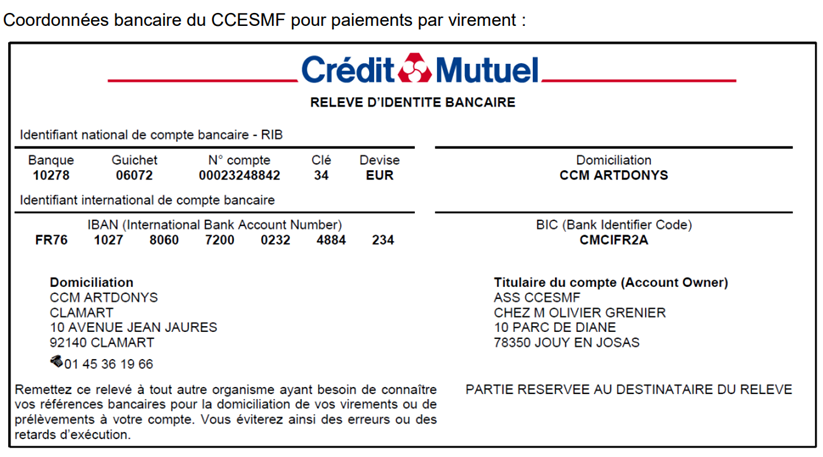 Coordonnées bancaire du CCESMF pour paiements par virement :
Crédit Mutuel
RELEVE D'IDENTITE BANCAIRE
Identifiant national de compte bancaire - RIB
Banque Guichet N° compte Clé Devise
10278 06072 00023248842 34 EUR
Domiciliation
CCM ARTDONYS
Identifiant international de compte bancaire
IBAN (International Bank Account Number)
FR76 1027 8060 7200 0232 4884 234
BIC (Bank Identifier Code)
CMCIFR2A
Domiciliation
CCM ARTDONYS
CLAMART
10 AVENUE JEAN JAURES
92140 CLAMART
01 45 36 19 66
Titulaire du compte (Account Owner)
ASS CCESMF
CHEZ M OLIVIER GRENIER
10 PARC DE DIANE
78350 JOUY EN JOSAS
Remettez ce relevé à tout autre organisme ayant besoin de connaître
vos références bancaires pour la domiciliation de vos virements ou de
prélèvements à votre compte. Vous éviterez ainsi des erreurs ou des
retards d'exécution.
PARTIE RESERVEE AU DESTINATAIRE DU RELEVE